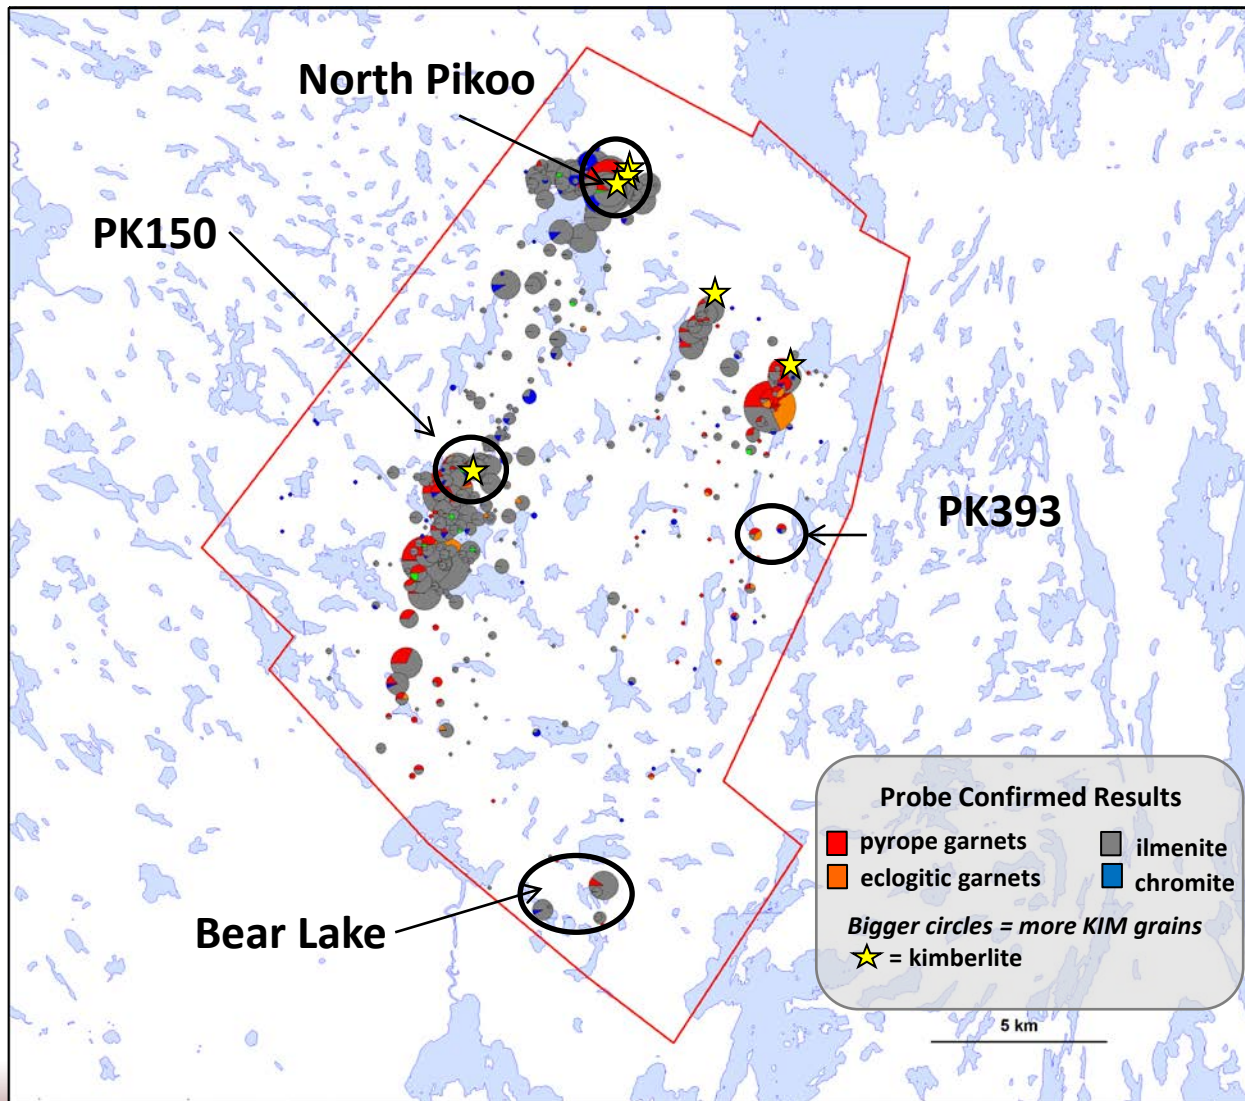 North Pikoo
PK150
PK393
Bear Lake
Probe Confirmed Results
pyrope garnets
ilmenite
eclogitic garnets
chromite
Bigger circles = more KIM grains
= kimberlite
5 km